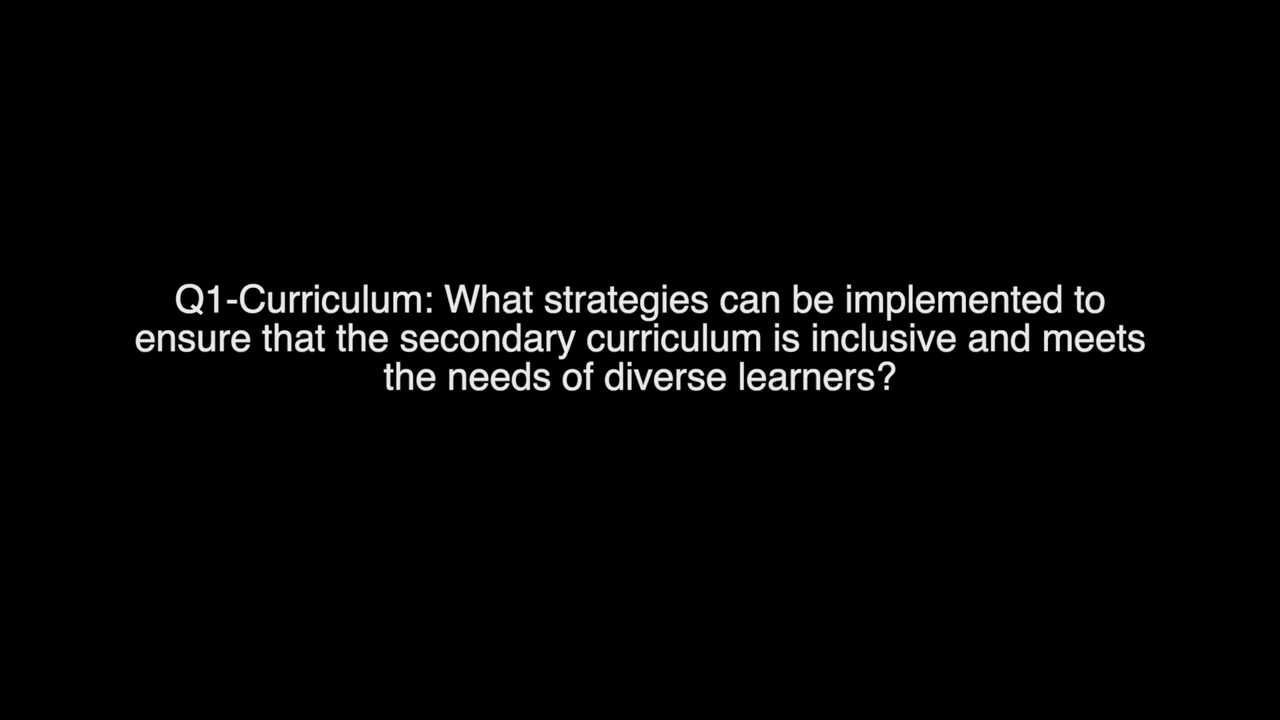 Q1-Curriculum: What strategies can be implemented to
ensure that the secondary curriculum is inclusive and meets
the needs of diverse learners?